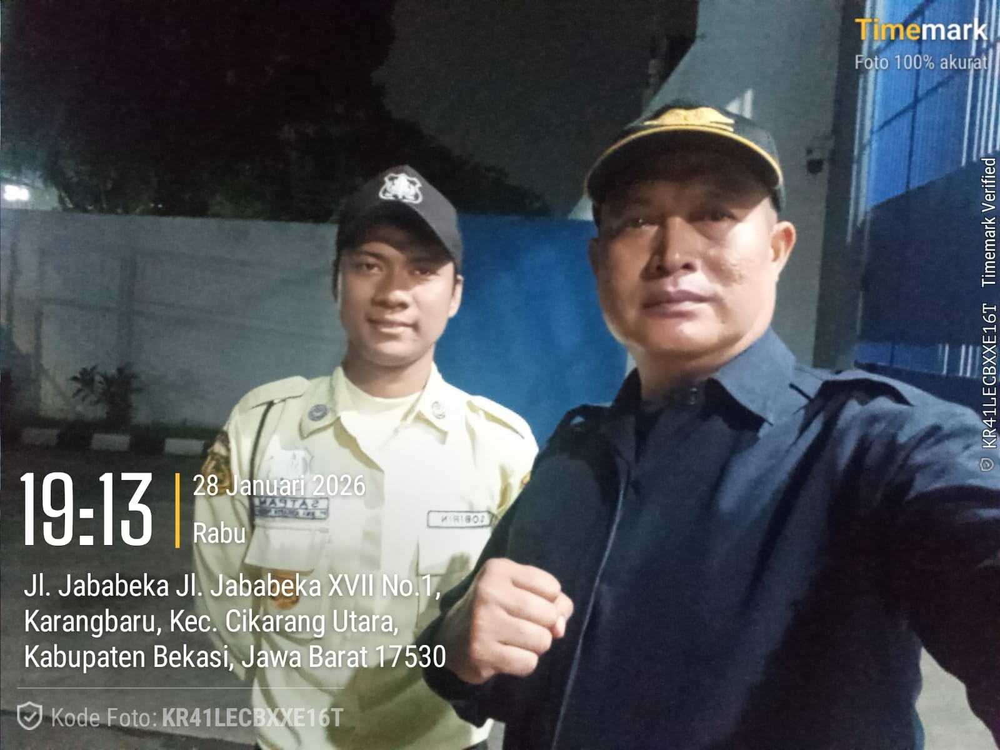 Timemark
Foto 100% akurat
KR41LECBXXE16T Timemark Verified
SATPAM
SOBIRIN
19:13
28 Januari 2026
Rabu
Jl. Jababeka Jl. Jababeka XVII No.1,
Karangbaru, Kec. Cikarang Utara,
Kabupaten Bekasi, Jawa Barat 17530
Kode Foto: KR41LECBXXE16T